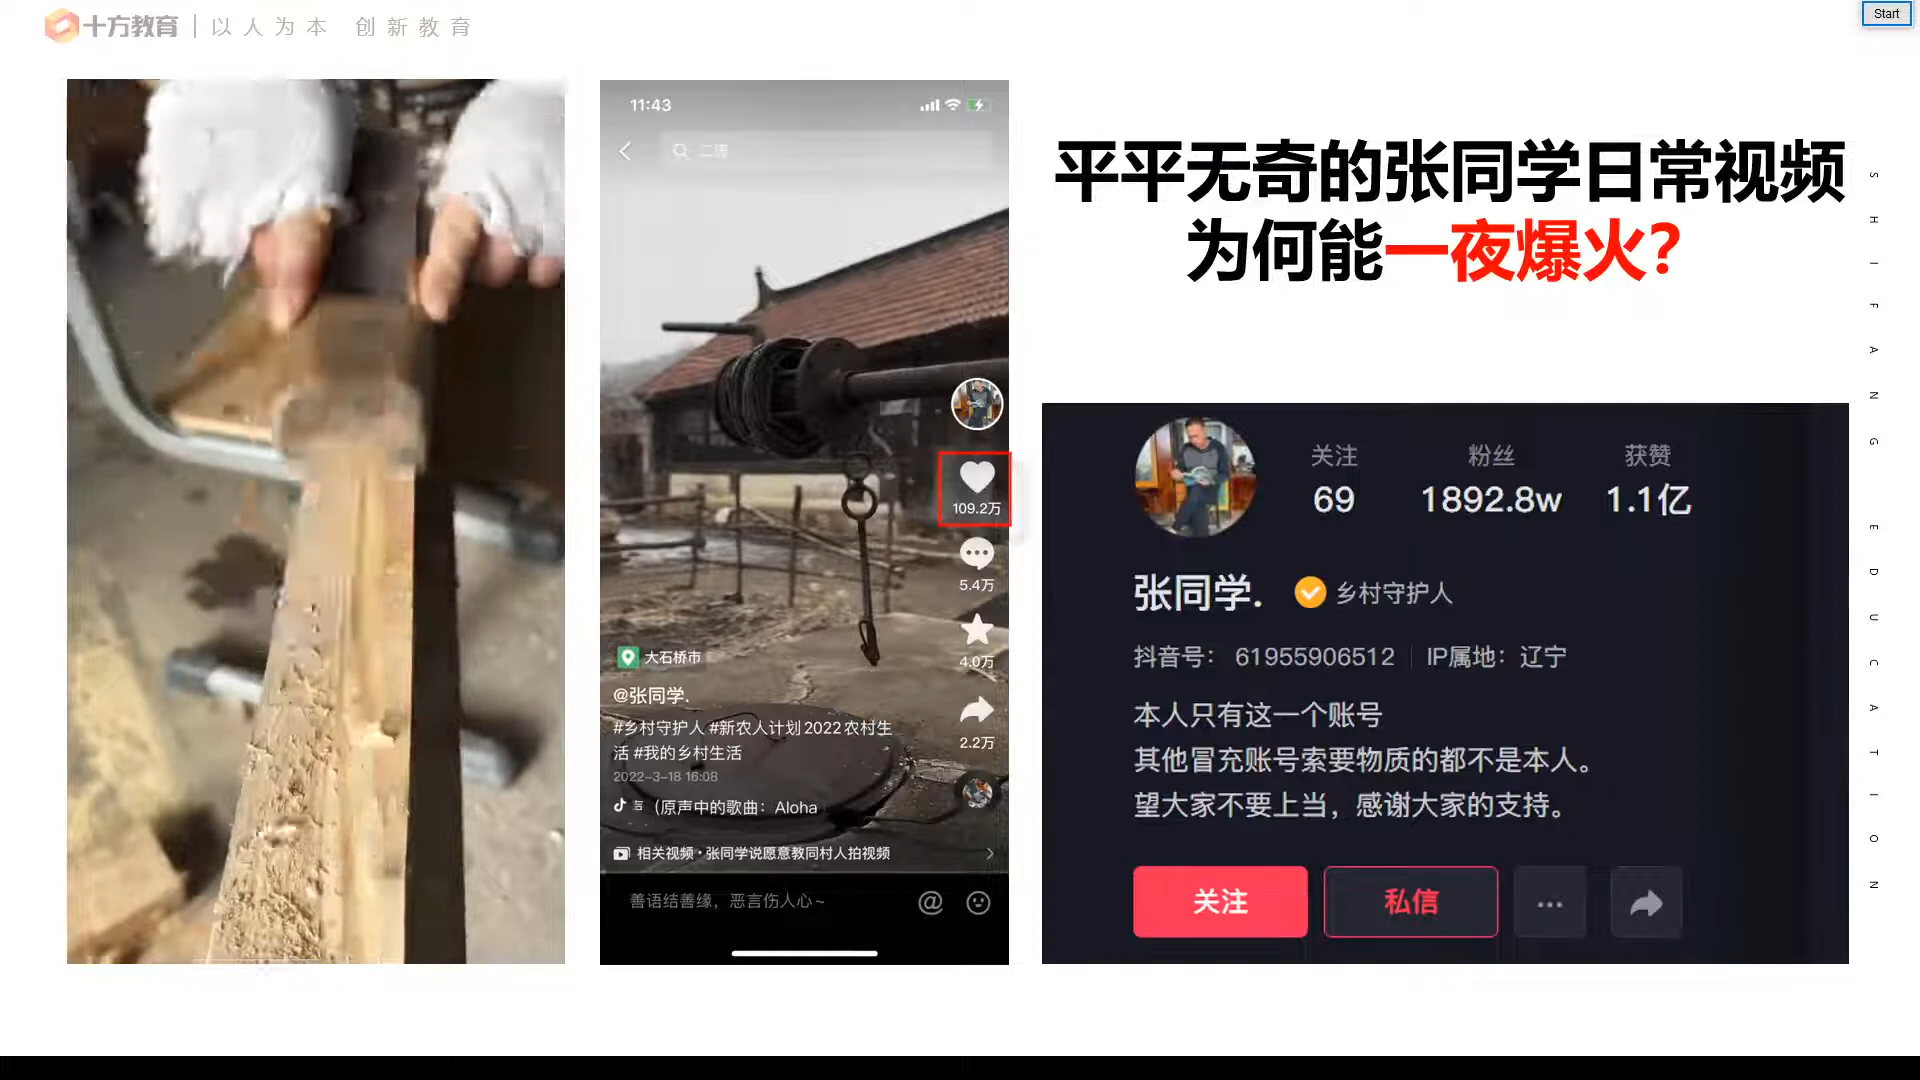 十方教育 | 以人为本 创新教育
Start
11:43
二涛
109.2万
5.4万
4.0万
2.2万
大石桥市
@张同学.
#乡村守护人 #新农人计划2022农村生
活 #我的乡村生活
2022-3-18 16:08
(原声中的歌曲：Aloha
相关视频·张同学说愿意教同村人拍视频
善语结善缘，恶言伤人心~
平平无奇的张同学日常视频
为何能一夜爆火?
关注 粉丝 获赞
69 1892.8w 1.1亿
张同学. 乡村守护人
抖音号： 61955906512 IP属地：辽宁
本人只有这一个账号
其他冒充账号索要物质的都不是本人。
望大家不要上当，感谢大家的支持。
关注 私信
SHIFANG EDUCATION